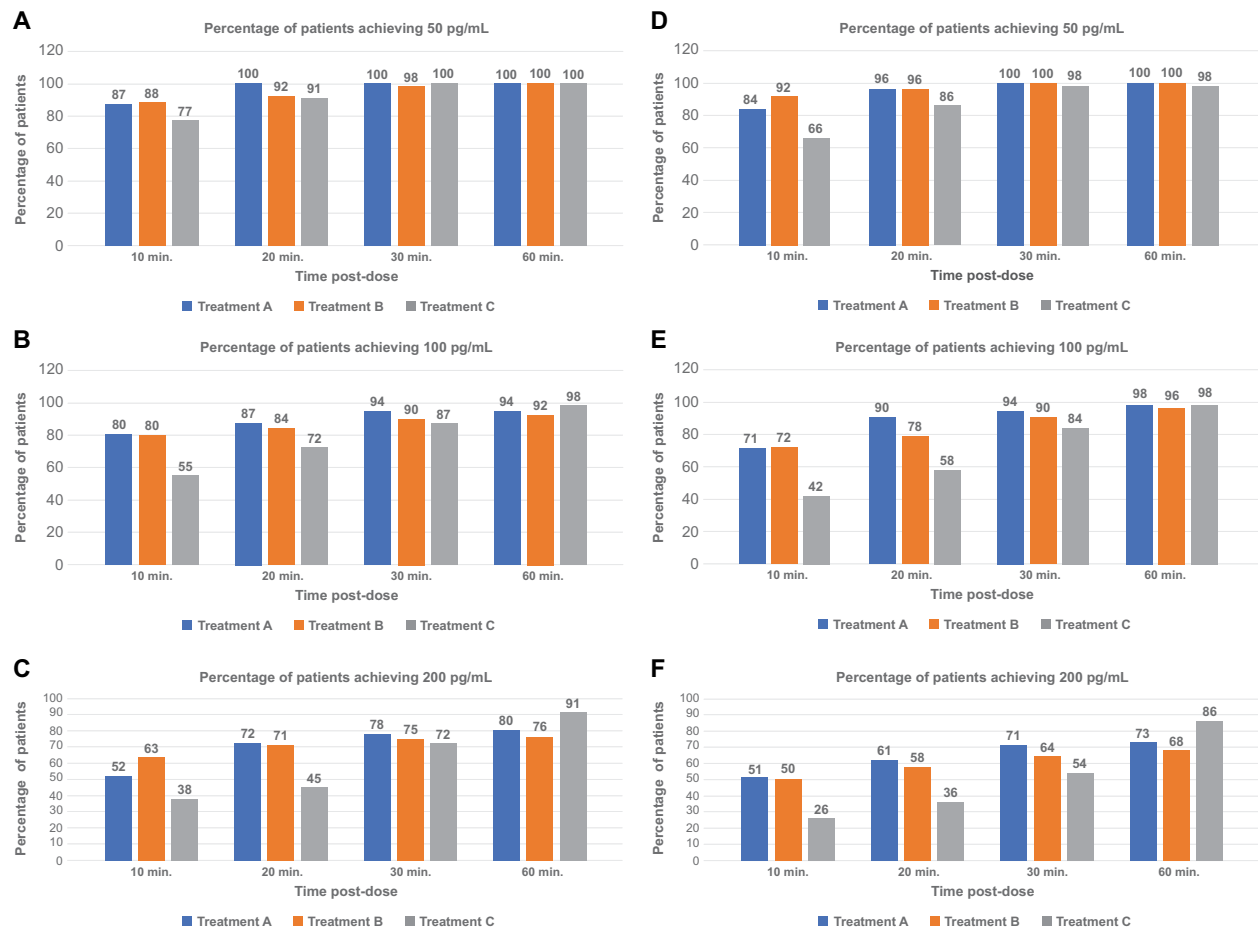 A
Percentage of patients achieving 50 pg/mL
Percentage of patients
120
100
80
60
40
20
0
87 88 77
100 92 91
100 98 100
100 100 100
10 min. 20 min. 30 min. 60 min.
Time post-dose
Treatment A Treatment B Treatment C
B
Percentage of patients achieving 100 pg/mL
Percentage of patients
120
100
80
60
40
20
0
80 80 55
87 84 72
94 90 87
94 92 98
10 min. 20 min. 30 min. 60 min.
Time post-dose
Treatment A Treatment B Treatment C
C
Percentage of patients achieving 200 pg/mL
Percentage of patients
100
90
80
70
60
50
40
30
20
10
0
52 63 38
72 71 45
78 75 72
80 76 91
10 min. 20 min. 30 min. 60 min.
Time post-dose
Treatment A Treatment B Treatment C
D
Percentage of patients achieving 50 pg/mL
Percentage of patients
120
100
80
60
40
20
0
84 92 66
96 96 86
100 100 98
100 100 98
10 min. 20 min. 30 min. 60 min.
Time post-dose
Treatment A Treatment B Treatment C
E
Percentage of patients achieving 100 pg/mL
Percentage of patients
120
100
80
60
40
20
0
71 72 42
90 78 58
94 90 84
98 96 98
10 min. 20 min. 30 min. 60 min.
Time post-dose
Treatment A Treatment B Treatment C
F
Percentage of patients achieving 200 pg/mL
Percentage of patients
100
90
80
70
60
50
40
30
20
10
0
51 50 26
61 58 36
71 64 54
73 68 86
10 min. 20 min. 30 min. 60 min.
Time post-dose
Treatment A Treatment B Treatment C